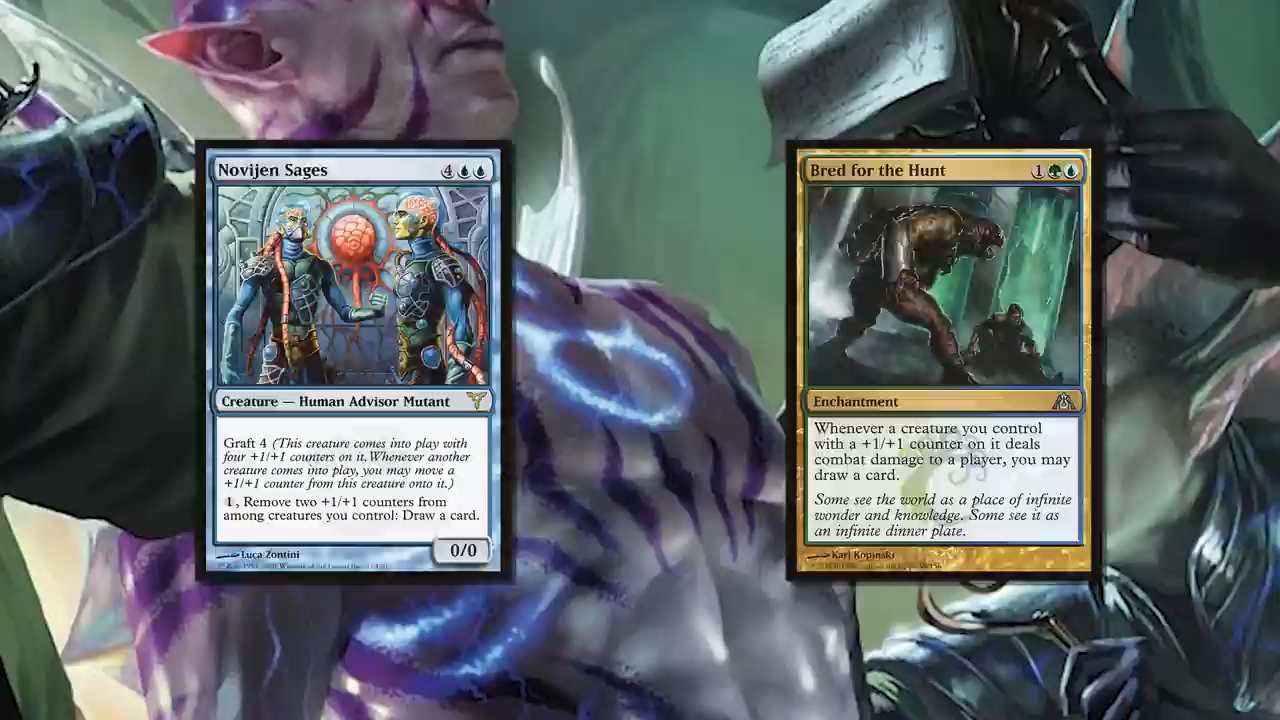 Novijen Sages 4
Creature — Human Advisor Mutant
Graft 4 (This creature comes into play with
four +1/+1 counters on it. Whenever another
creature comes into play, you may move a
+1/+1 counter from this creature onto it.)
1, Remove two +1/+1 counters from
among creatures you control: Draw a card.
0/0
Luca Zontini
Bred for the Hunt 1
Enchantment
Whenever a creature you control
with a +1/+1 counter on it deals
combat damage to a player, you may
draw a card.
Some see the world as a place of infinite
wonder and knowledge. Some see it as
an infinite dinner plate.
Karl Kopinski